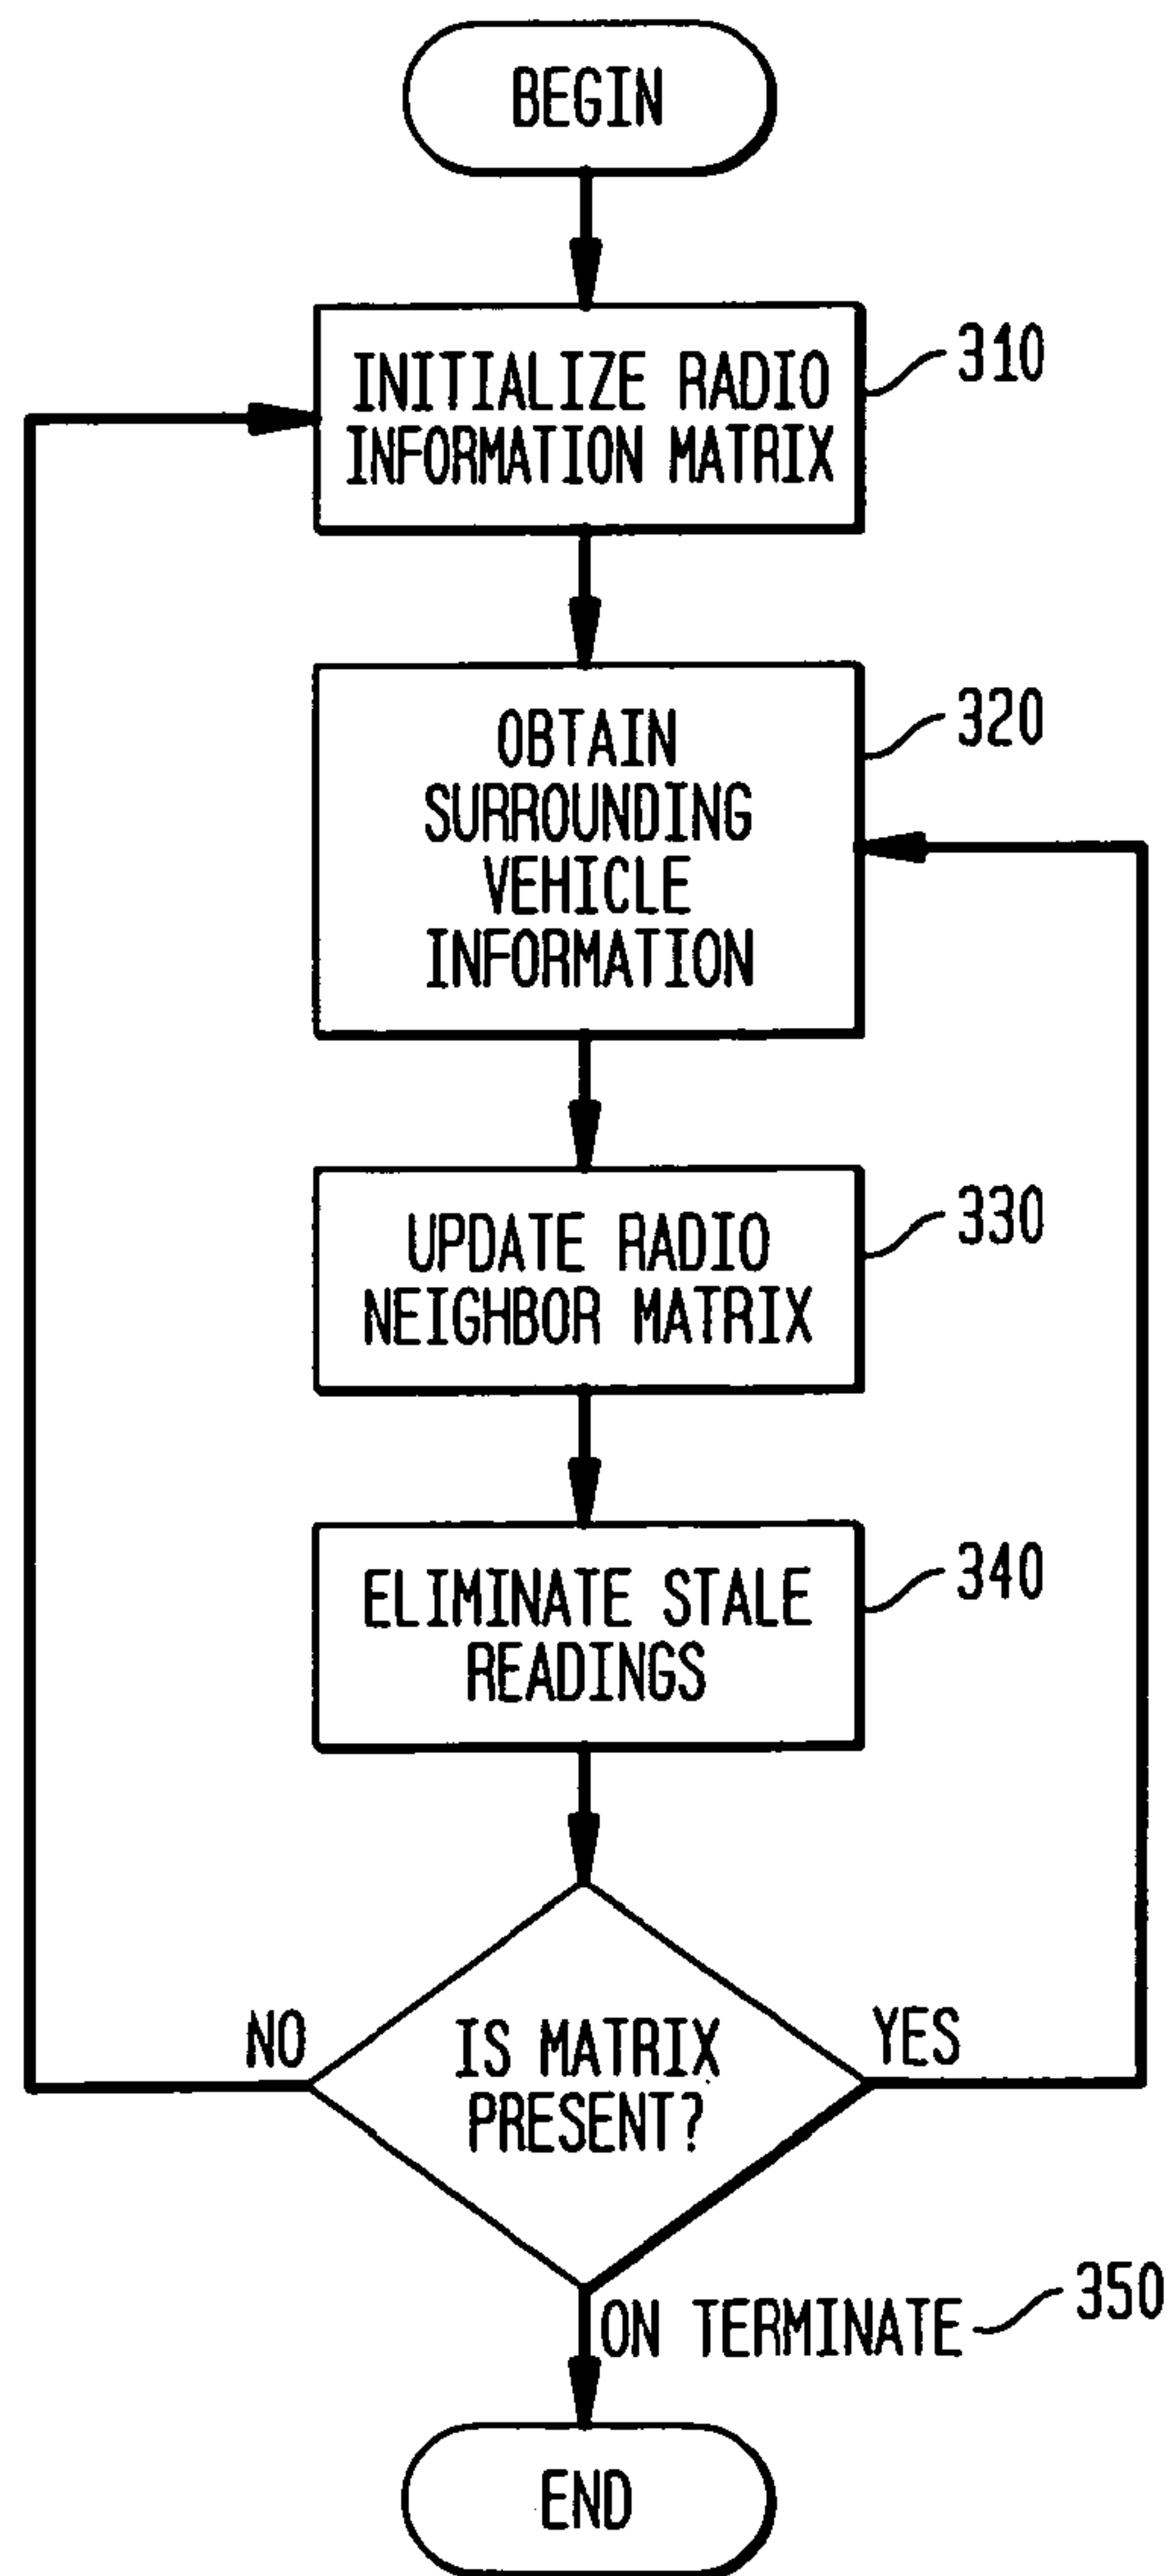 BEGIN
INITIALIZE RADIO
INFORMATION MATRIX
310
OBTAIN
SURROUNDING
VEHICLE
INFORMATION
320
UPDATE RADIO
NEIGHBOR MATRIX
330
ELIMINATE STALE
READINGS
340
NO
IS MATRIX
PRESENT?
YES
ON TERMINATE
350
END